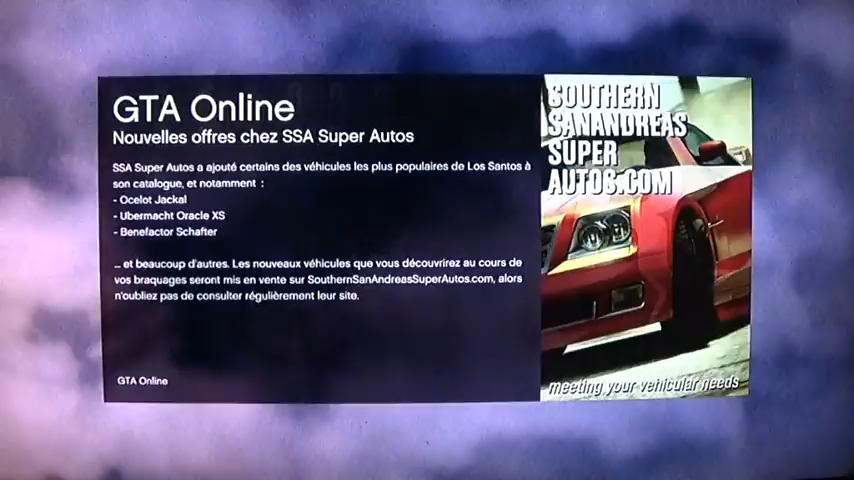 GTA Online
Nouvelles offres chez SSA Super Autos
SSA Super Autos a ajouté certains des véhicules les plus populaires de Los Santos à
son catalogue, et notamment :
- Ocelot Jackal
- Ubermacht Oracle XS
- Benefactor Schafter
... et beaucoup d'autres. Les nouveaux véhicules que vous découvrirez au cours de
vos braquages seront mis en vente sur SouthernSanAndreasSuperAutos.com, alors
n'oubliez pas de consulter régulièrement leur site.
GTA Online
SOUTHERN
SANANDREAS
SUPER
AUTOS.COM
meeting your vehicular needs